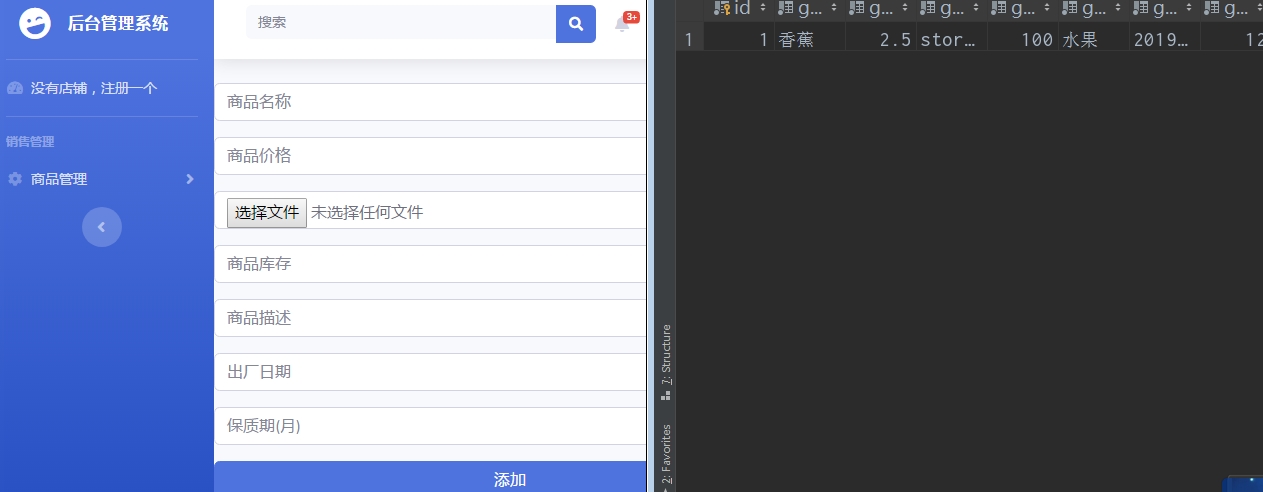 后台管理系统
没有店铺，注册一个
销售管理
商品管理
搜索
3+
商品名称
商品价格
选择文件 未选择任何文件
商品库存
商品描述
出厂日期
保质期(月)
添加
id g... g... g... g... g... g... g...
1 1 香蕉 2.5 stor... 100 水果 2019... 12
7: Structure
2: Favorites